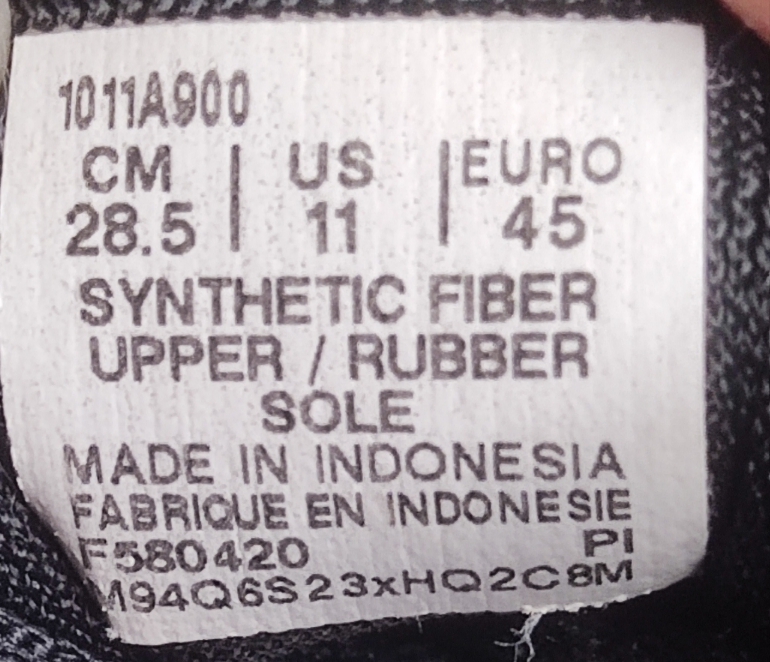 1011A900
CM | US | EURO
28.5 | 11 | 45
SYNTHETIC FIBER
UPPER / RUBBER
SOLE
MADE IN INDONESIA
FABRIQUE EN INDONESIE
F580420 PI
M94Q6S23xHQ2C8M